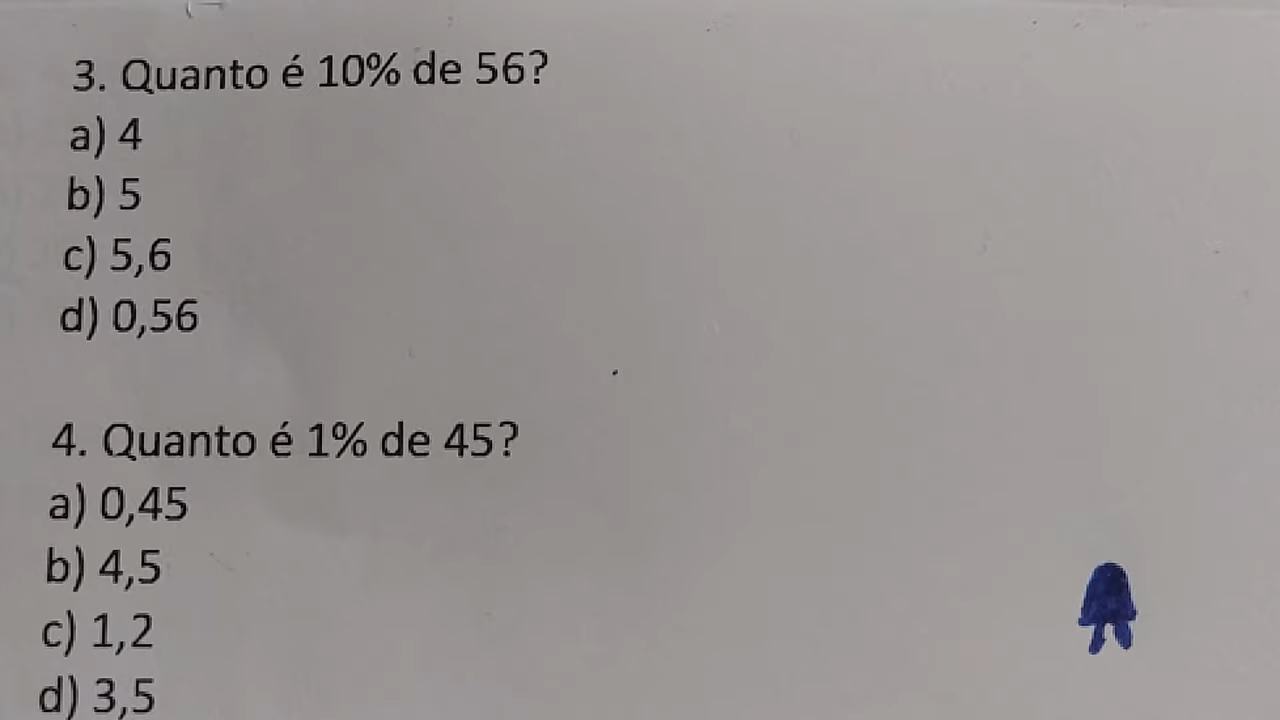 3. Quanto é 10% de 56?
a) 4
b) 5
c) 5,6
d) 0,56
4. Quanto é 1% de 45?
a) 0,45
b) 4,5
c) 1,2
d) 3,5